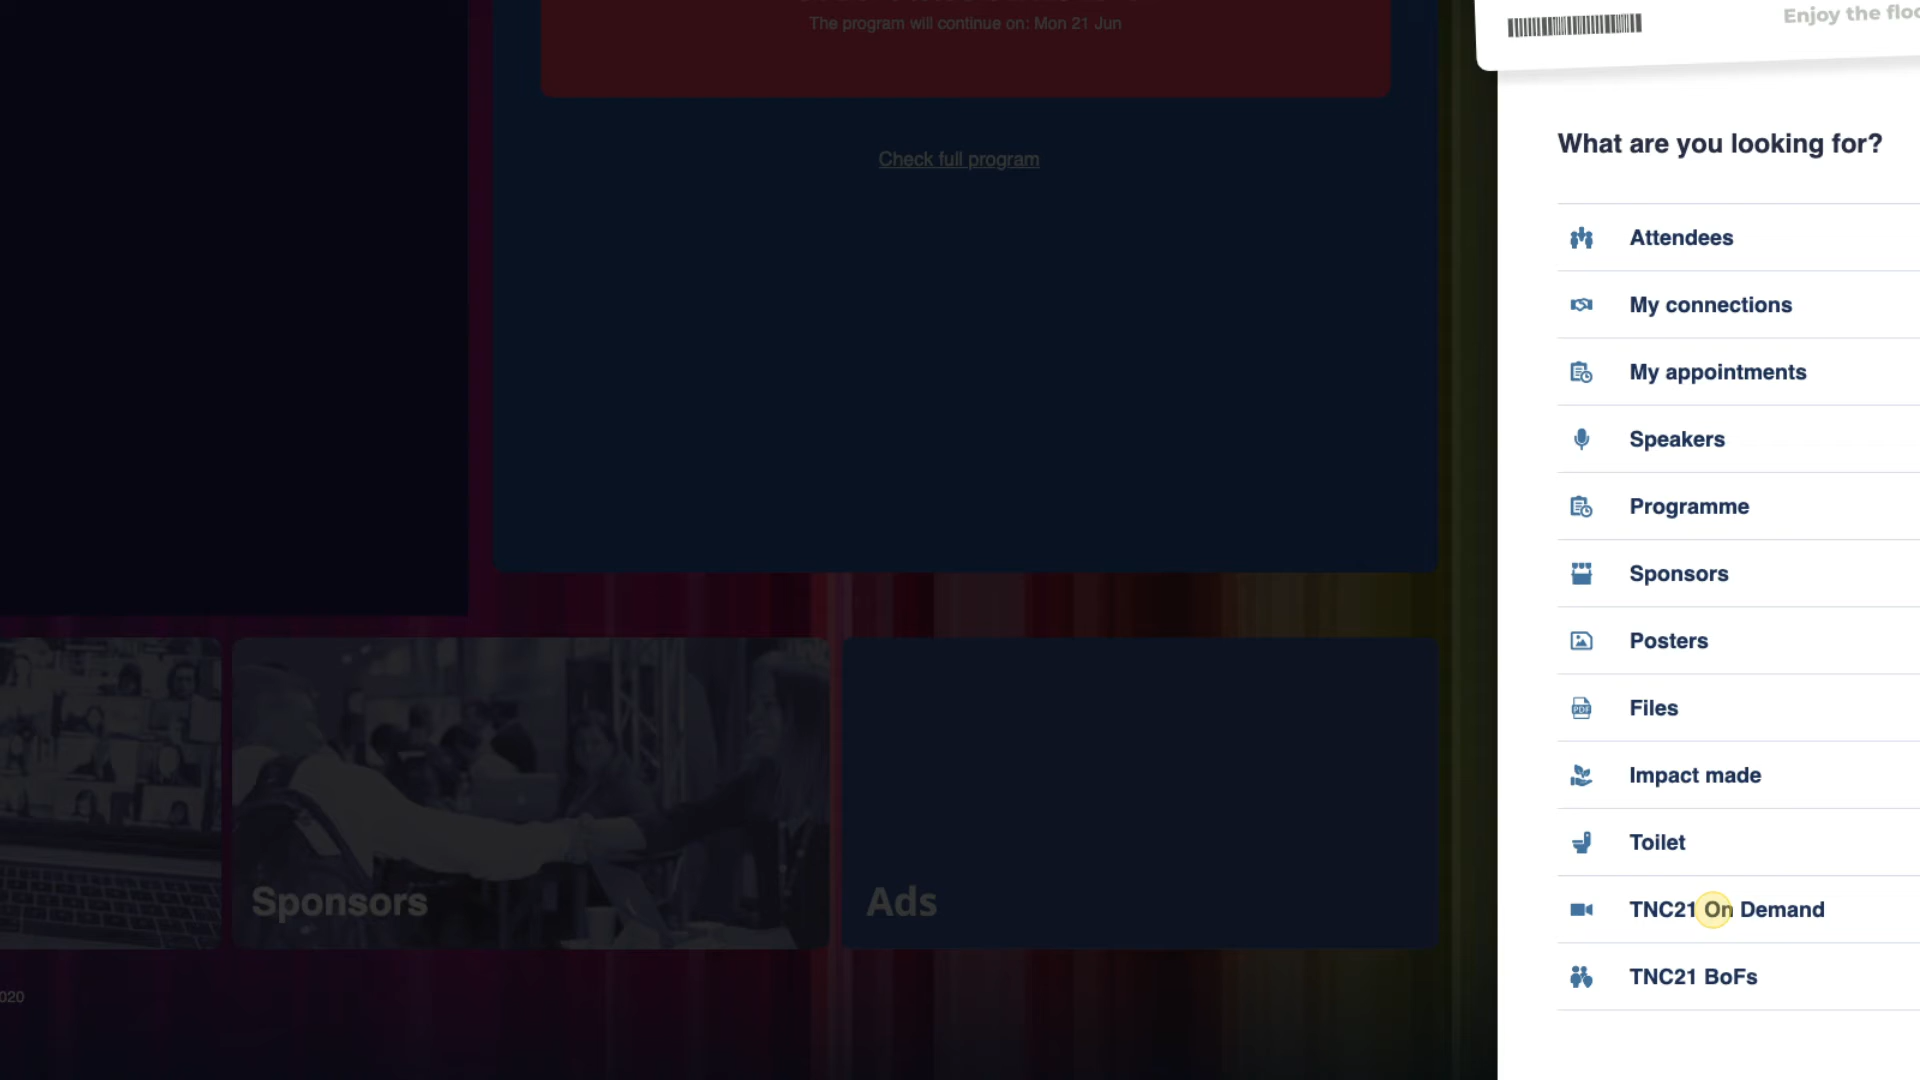 The program will continue on: Mon 21 Jun
Check full program
Sponsors
Ads
020
Enjoy the floo
What are you looking for?
Attendees
My connections
My appointments
Speakers
Programme
Sponsors
Posters
Files
Impact made
Toilet
TNC21 On Demand
TNC21 BoFs